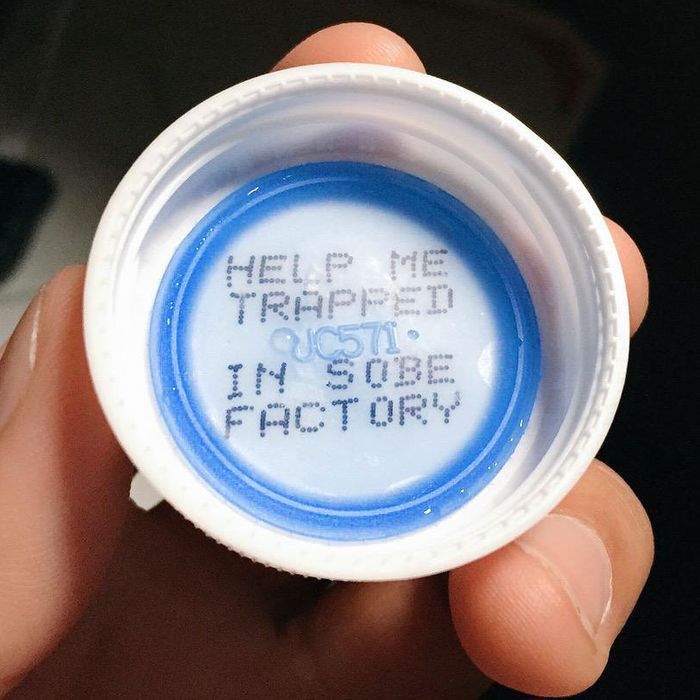 HELP ME
TRAPPED
UC571
IN SOBE
FACTORY